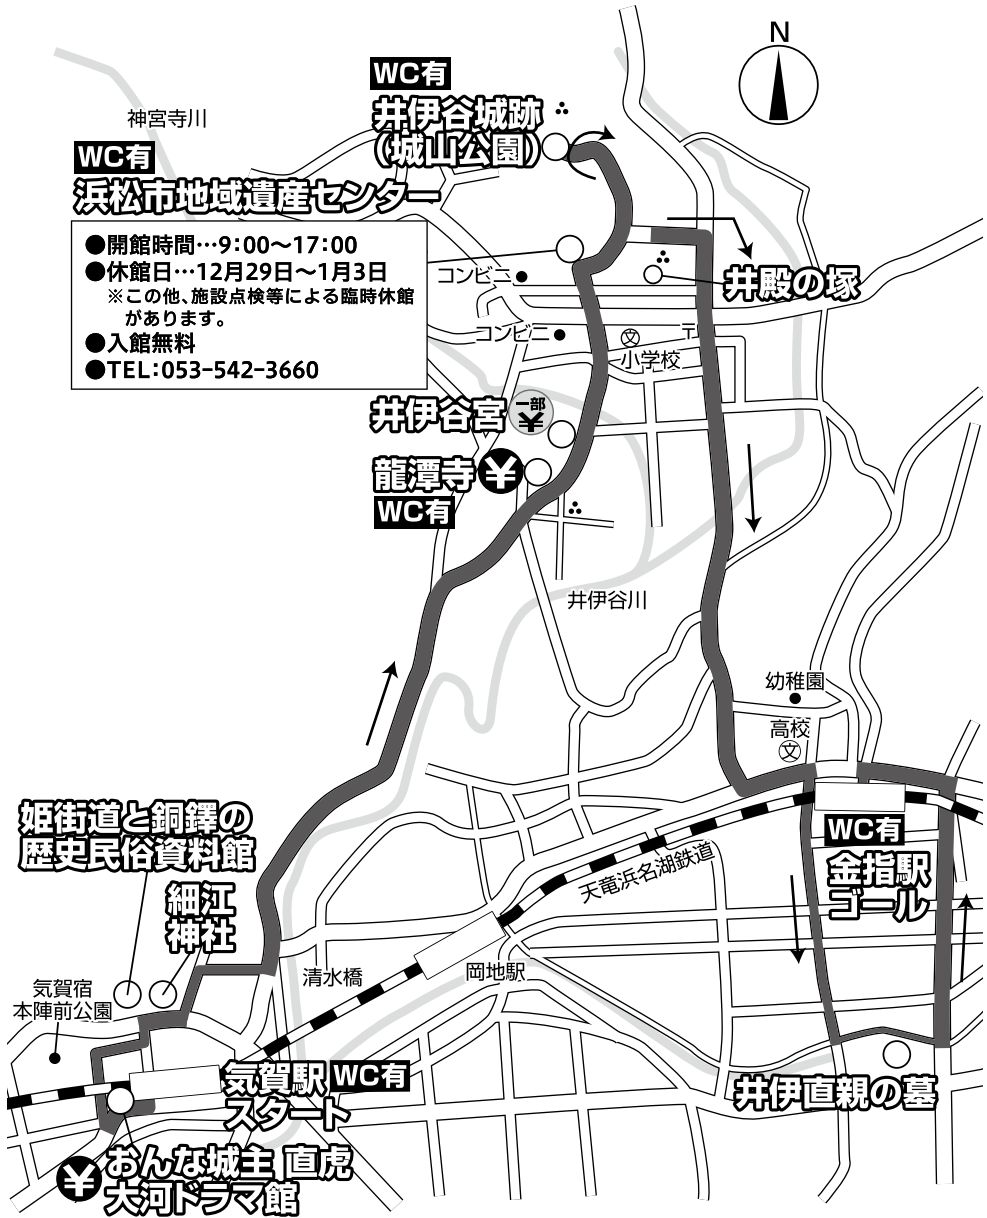 N
WC有
井伊谷城跡
（城山公園）
神宮寺川
WC有
浜松市地域遺産センター
●開館時間…9：00〜17：00
●休館日…12月29日〜1月3日
※この他、施設点検等による臨時休館
があります。
●入館無料
●TEL：053-542-3660
コンビニ
井殿の塚
コンビニ
文
小学校
〒
井伊谷宮
一部
¥
龍潭寺
¥
WC有
井伊谷川
幼稚園
高校
文
姫街道と銅鐸の
歴史民俗資料館
細江
神社
WC有
金指駅
ゴール
天竜浜名湖鉄道
岡地駅
清水橋
気賀宿
本陣前公園
気賀駅
WC有
スタート
井伊直親の墓
¥
おんな城主 直虎
大河ドラマ館